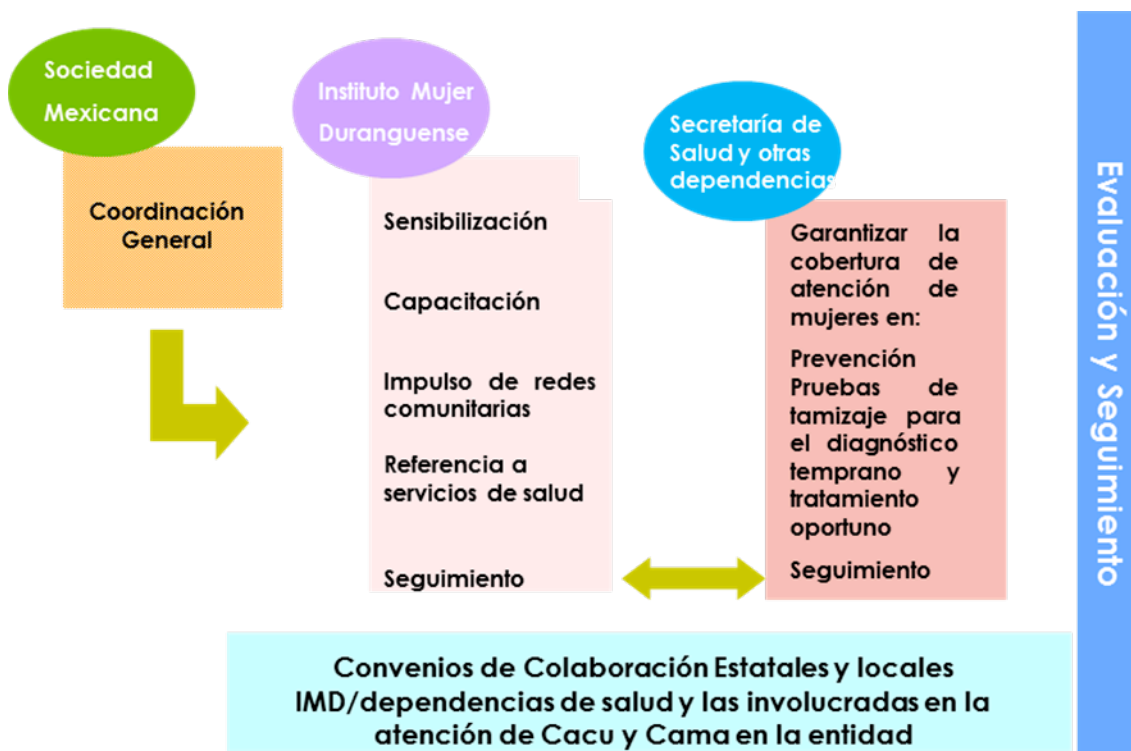 Sociedad
Mexicana
Coordinación
General
Instituto Mujer
Duranguense
Sensibilización
Capacitación
Impulso de redes
comunitarias
Referencia a
servicios de salud
Seguimiento
Secretaría de
Salud y otras
dependencias
Garantizar la
cobertura de
atención de
mujeres en:
Prevención
Pruebas de
tamizaje para
el diagnóstico
temprano y
tratamiento
oportuno
Seguimiento
Convenios de Colaboración Estatales y locales
IMD/dependencias de salud y las involucradas en la
atención de Cacu y Cama en la entidad
Evaluación y Seguimiento